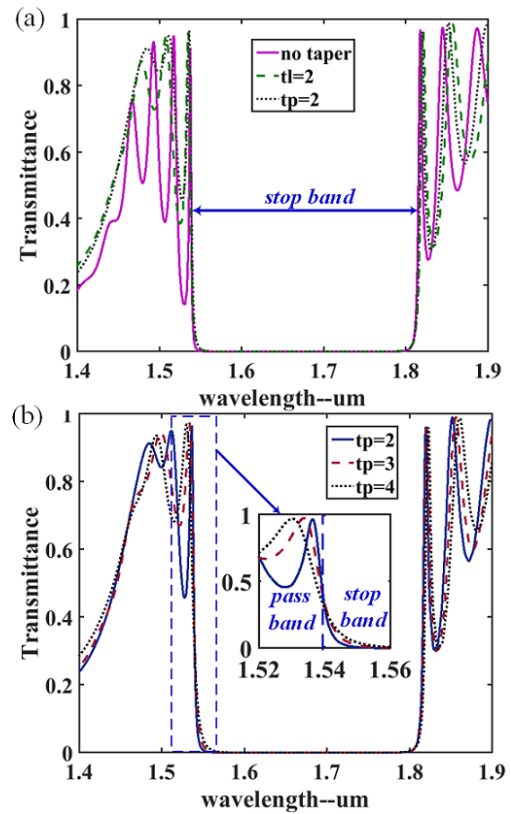 (a)
1
0.8
0.6
0.4
0.2
0
Transmittance
no taper
tl=2
tp=2
stop band
1.4 1.5 1.6 1.7 1.8 1.9
wavelength--um
(b)
1
0.8
0.6
0.4
0.2
0
Transmittance
tp=2
tp=3
tp=4
1
0.5
0
pass
band
stop
band
1.52 1.54 1.56
1.4 1.5 1.6 1.7 1.8 1.9
wavelength--um